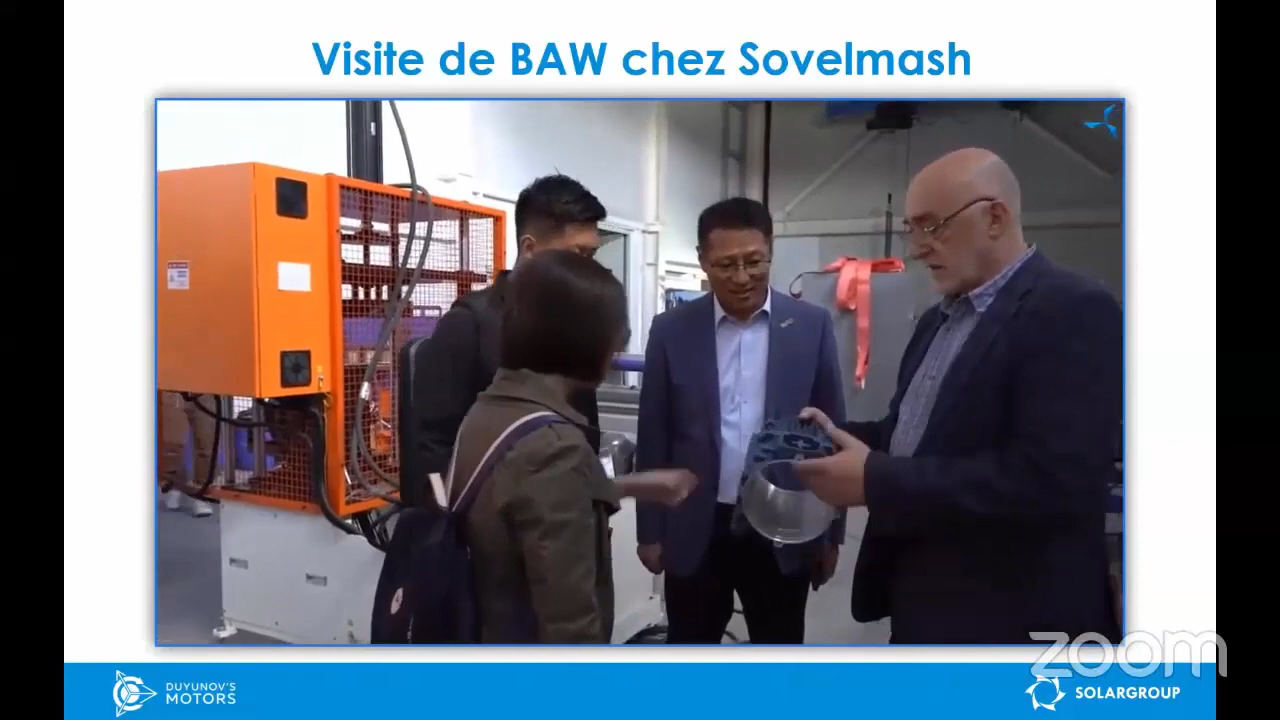 Visite de BAW chez Sovelmash
zoom
DUYUNOV'S
MOTORS
SOLARGROUP